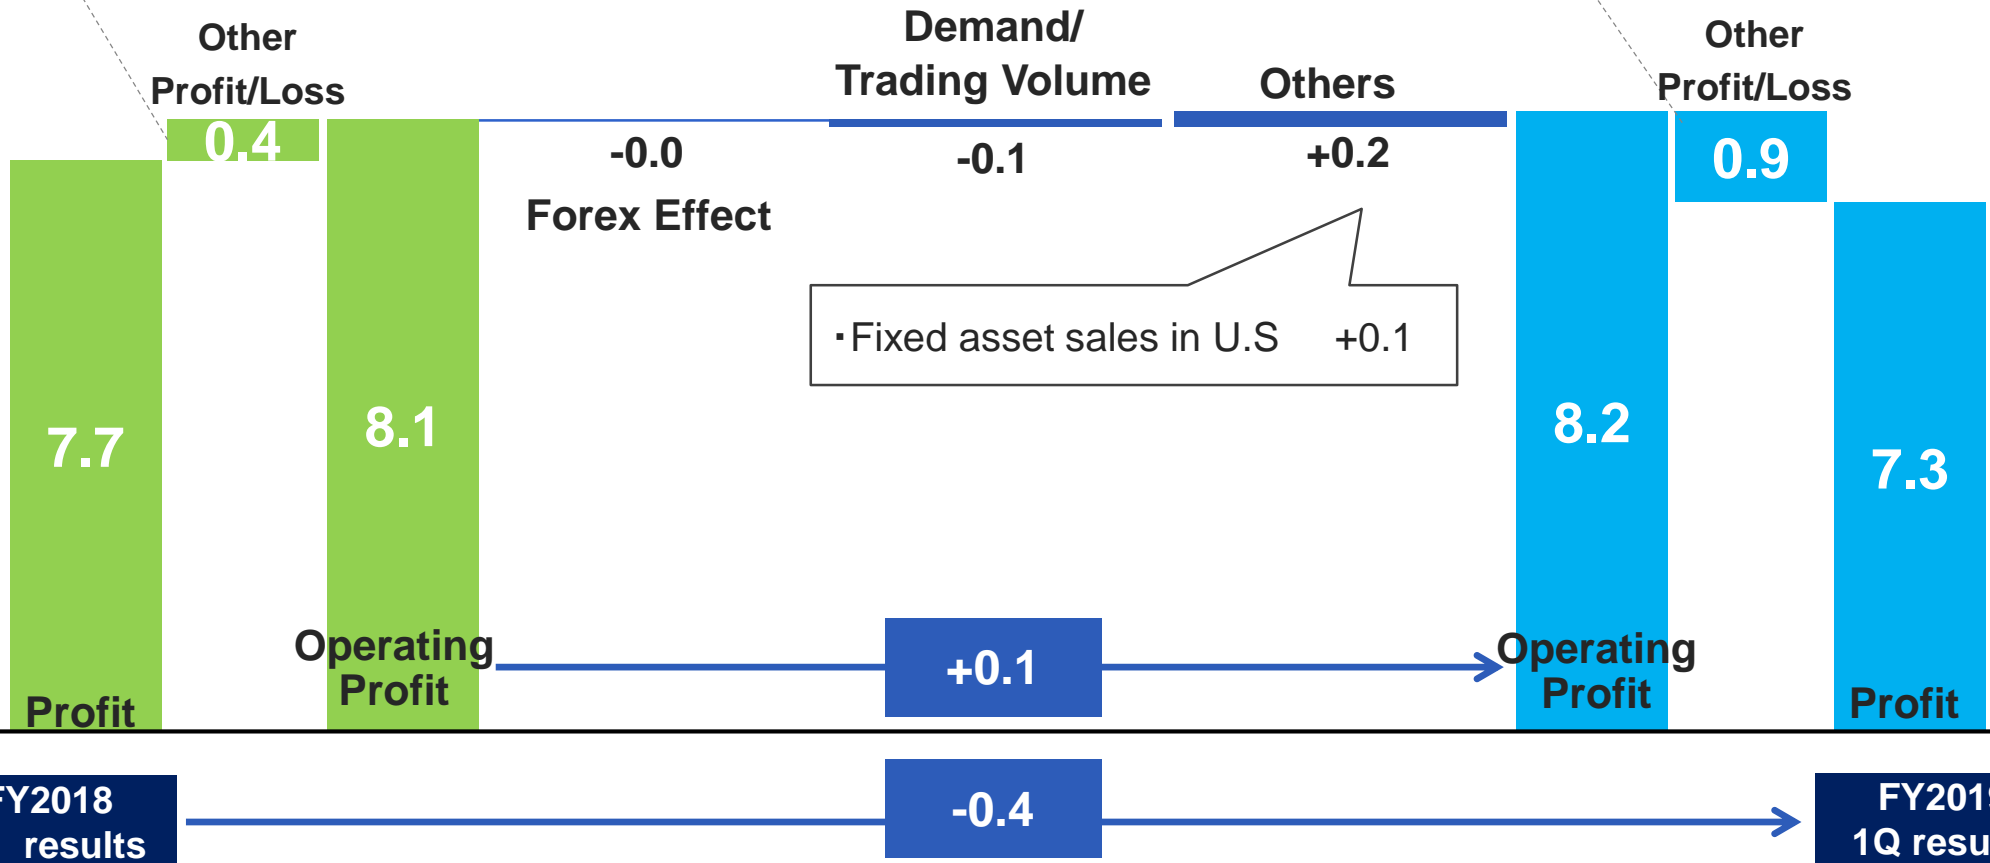 Other
Profit/Loss
0.4
7.7
Profit
8.1
Operating
Profit
-0.0
Forex Effect
Demand/
Trading Volume
-0.1
Others
+0.2
・Fixed asset sales in U.S +0.1
+0.1
8.2
Operating
Profit
Other
Profit/Loss
0.9
7.3
Profit
FY2018
results
-0.4
1Q